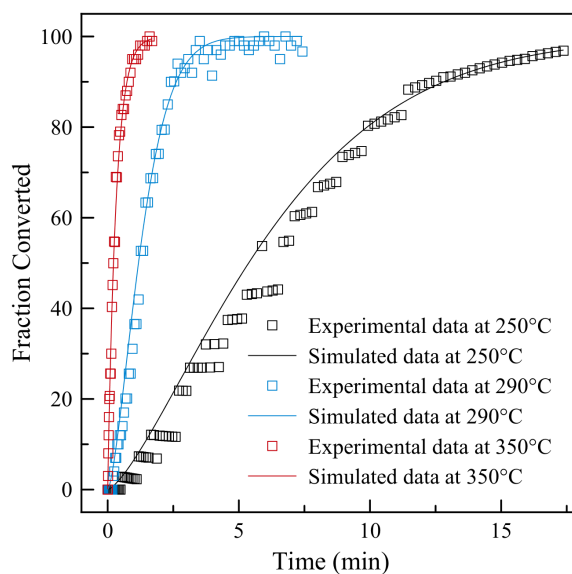 100
80
60
40
20
0
Fraction Converted
Experimental data at 250°C
Simulated data at 250°C
Experimental data at 290°C
Simulated data at 290°C
Experimental data at 350°C
Simulated data at 350°C
0 5 10 15
Time (min)